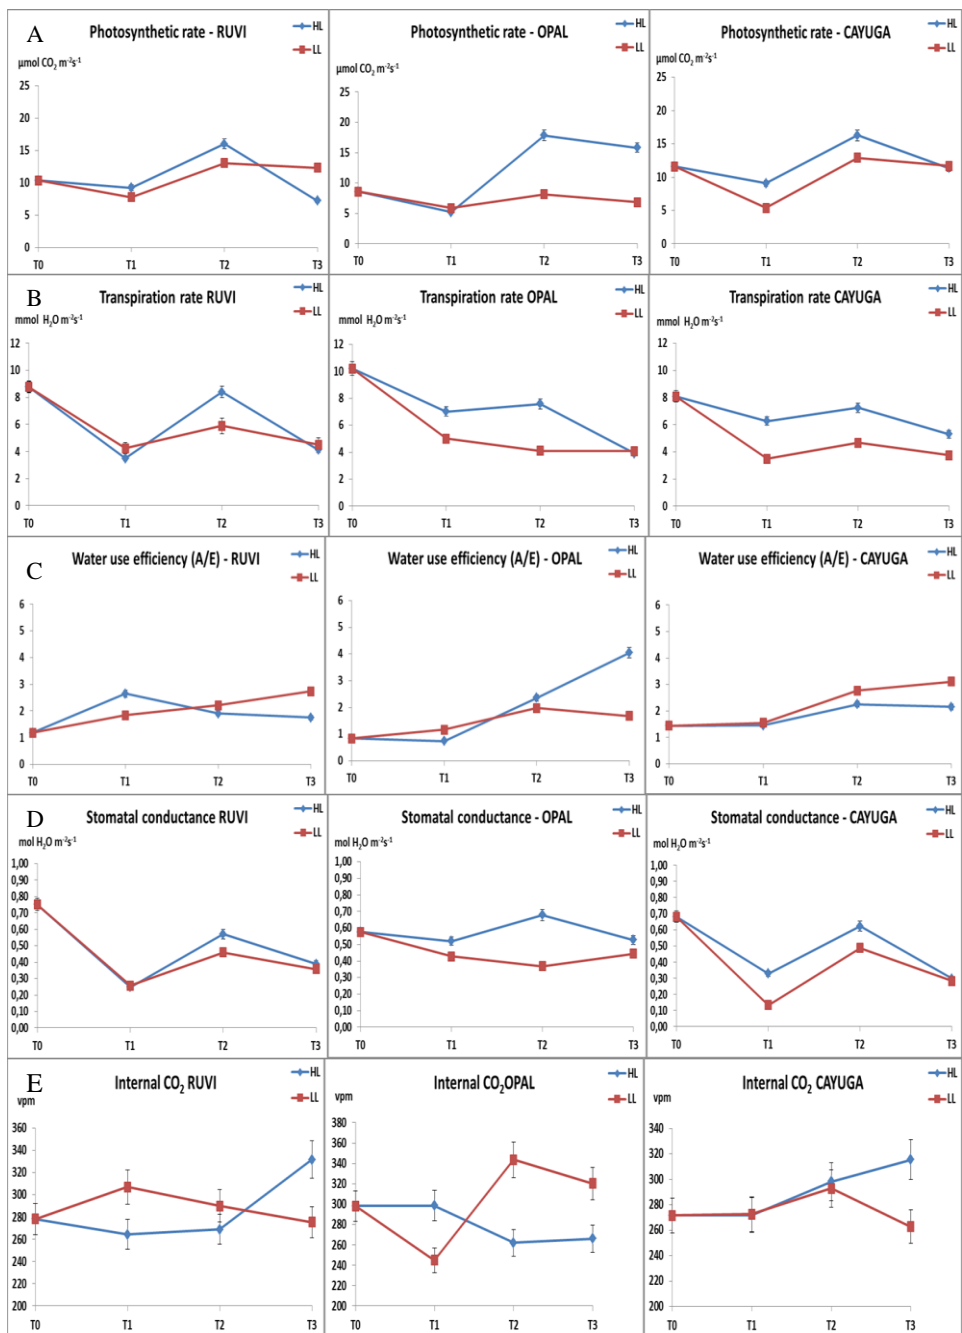 A
Photosynthetic rate - RUVI
HL
LL
µmol CO₂ m⁻²s⁻¹
25
20
15
10
5
0
T0 T1 T2 T3
Photosynthetic rate - OPAL
HL
LL
µmol CO₂ m⁻²s⁻¹
25
20
15
10
5
0
T0 T1 T2 T3
Photosynthetic rate - CAYUGA
HL
LL
µmol CO₂ m⁻²s⁻¹
25
20
15
10
5
0
T0 T1 T2 T3
B
Transpiration rate RUVI
HL
LL
mmol H₂O m⁻²s⁻¹
12
10
8
6
4
2
0
T0 T1 T2 T3
Transpiration rate OPAL
HL
LL
mmol H₂O m⁻²s⁻¹
12
10
8
6
4
2
0
T0 T1 T2 T3
Transpiration rate CAYUGA
HL
LL
mmol H₂O m⁻²s⁻¹
12
10
8
6
4
2
0
T0 T1 T2 T3
C
Water use efficiency (A/E) - RUVI
HL
LL
6
5
4
3
2
1
0
T0 T1 T2 T3
Water use efficiency (A/E) - OPAL
HL
LL
6
5
4
3
2
1
0
T0 T1 T2 T3
Water use efficiency (A/E) - CAYUGA
HL
LL
6
5
4
3
2
1
0
T0 T1 T2 T3
D
Stomatal conductance RUVI
HL
LL
mol H₂O m⁻²s⁻¹
1,00
0,90
0,80
0,70
0,60
0,50
0,40
0,30
0,20
0,10
0,00
T0 T1 T2 T3
Stomatal conductance - OPAL
HL
LL
mol H₂O m⁻²s⁻¹
1,00
0,90
0,80
0,70
0,60
0,50
0,40
0,30
0,20
0,10
0,00
T0 T1 T2 T3
Stomatal conductance - CAYUGA
HL
LL
mol H₂O m⁻²s⁻¹
1,00
0,90
0,80
0,70
0,60
0,50
0,40
0,30
0,20
0,10
0,00
T0 T1 T2 T3
E
Internal CO₂ RUVI
HL
LL
vpm
360
340
320
300
280
260
240
220
200
T0 T1 T2 T3
Internal CO₂OPAL
HL
LL
vpm
380
360
340
320
300
280
260
240
220
200
T0 T1 T2 T3
Internal CO₂ CAYUGA
HL
LL
vpm
340
320
300
280
260
240
220
200
T0 T1 T2 T3